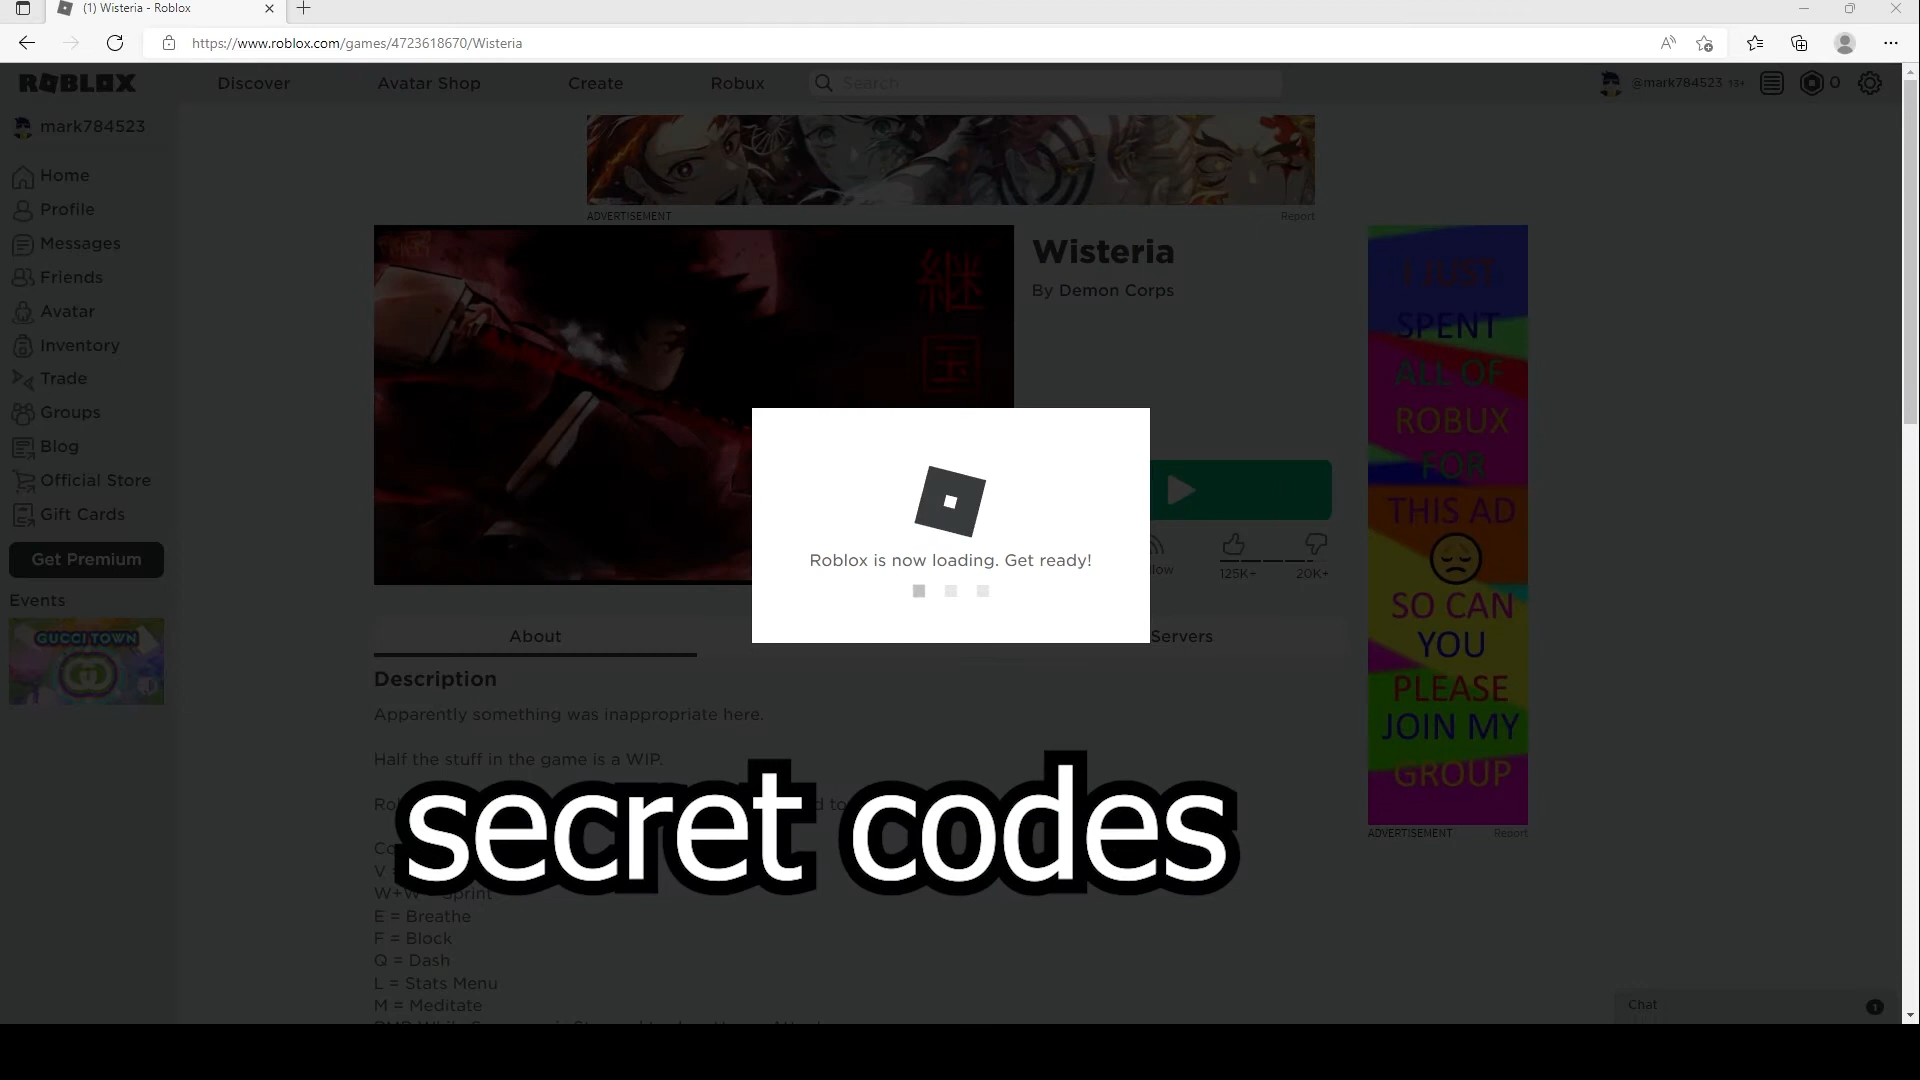 (1) Wisteria - Roblox
https://www.roblox.com/games/4723618670/Wisteria
ROBLOX
Discover
Avatar Shop
Create
Robux
Search
@mark784523 13+
0
mark784523
Home
Profile
Messages
Friends
Avatar
Inventory
Trade
Groups
Blog
Official Store
Gift Cards
Get Premium
Events
GUCCI TOWN
ADVERTISEMENT
Report
継
国
Wisteria
By Demon Corps
Roblox is now loading. Get ready!
125K+
20K+
About
Servers
Description
Apparently something was inappropriate here.
Half the stuff in the game is a WIP.
secret codes
E = Breathe
F = Block
Q = Dash
L = Stats Menu
M = Meditate
I JUST
SPENT
ALL OF
ROBUX
FOR
THIS AD
SO CAN
YOU
PLEASE
JOIN MY
GROUP
ADVERTISEMENT
Report
Chat
1